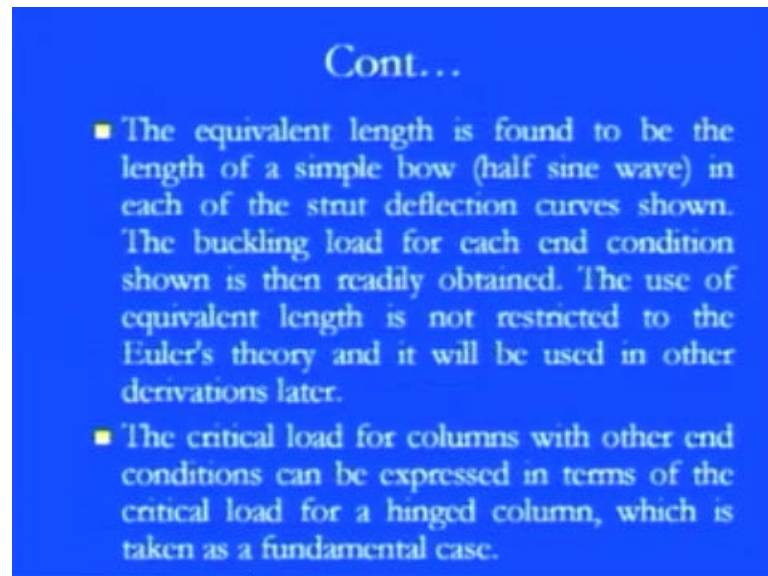 Cont...
The equivalent length is found to be the
length of a simple bow (half sine wave) in
each of the strut deflection curves shown.
The buckling load for each end condition
shown is then readily obtained. The use of
equivalent length is not restricted to the
Euler's theory and it will be used in other
derivations later.
The critical load for columns with other end
conditions can be expressed in terms of the
critical load for a hinged column, which is
taken as a fundamental case.